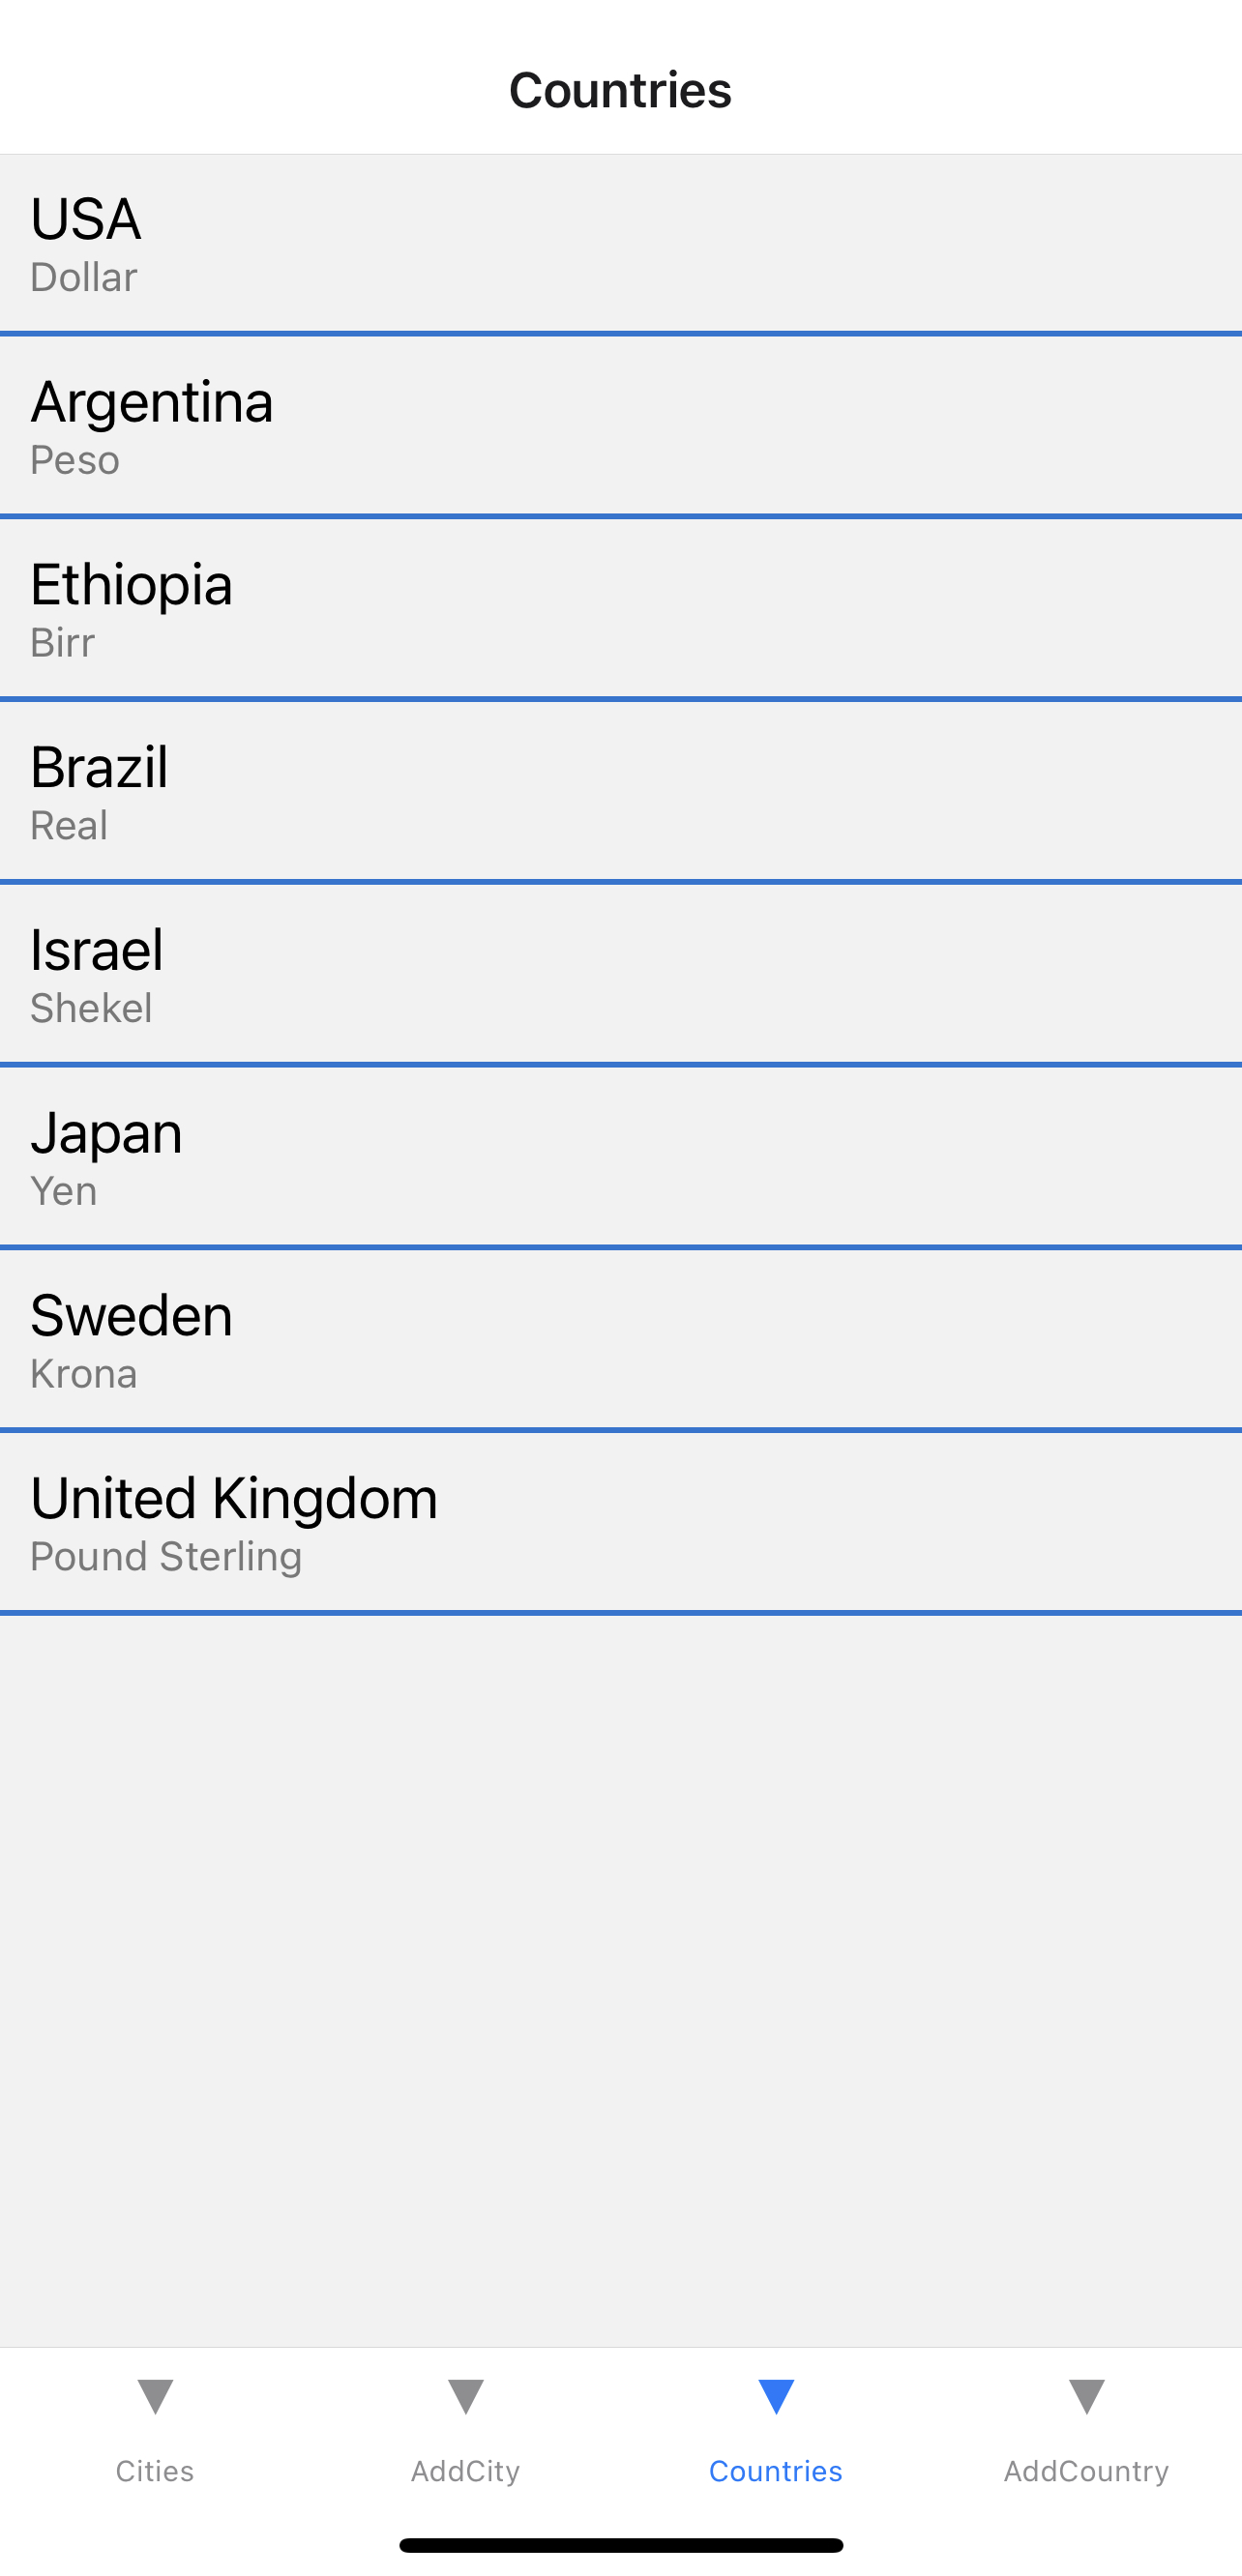 Countries
USA
Dollar
Argentina
Peso
Ethiopia
Birr
Brazil
Real
Israel
Shekel
Japan
Yen
Sweden
Krona
United Kingdom
Pound Sterling
Cities AddCity Countries AddCountry